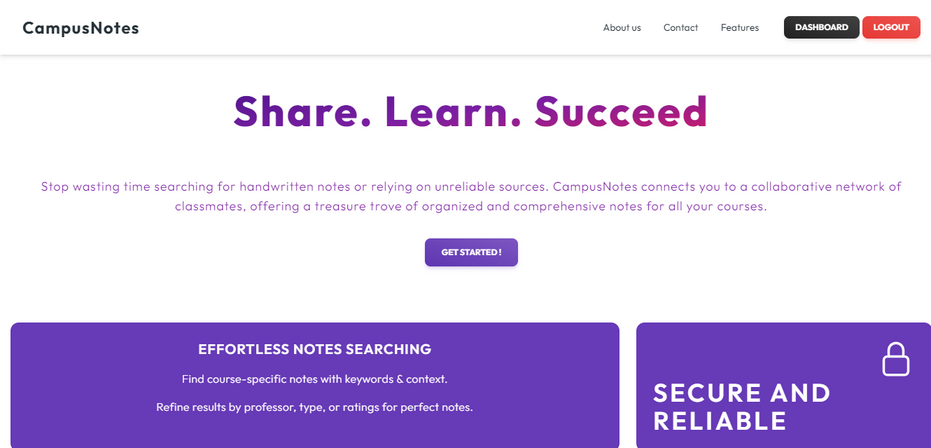 CampusNotes
About us
Contact
Features
DASHBOARD
LOGOUT
Share. Learn. Succeed
Stop wasting time searching for handwritten notes or relying on unreliable sources. CampusNotes connects you to a collaborative network of
classmates, offering a treasure trove of organized and comprehensive notes for all your courses.
GET STARTED !
EFFORTLESS NOTES SEARCHING
Find course-specific notes with keywords & context.
Refine results by professor, type, or ratings for perfect notes.
SECURE AND
RELIABLE